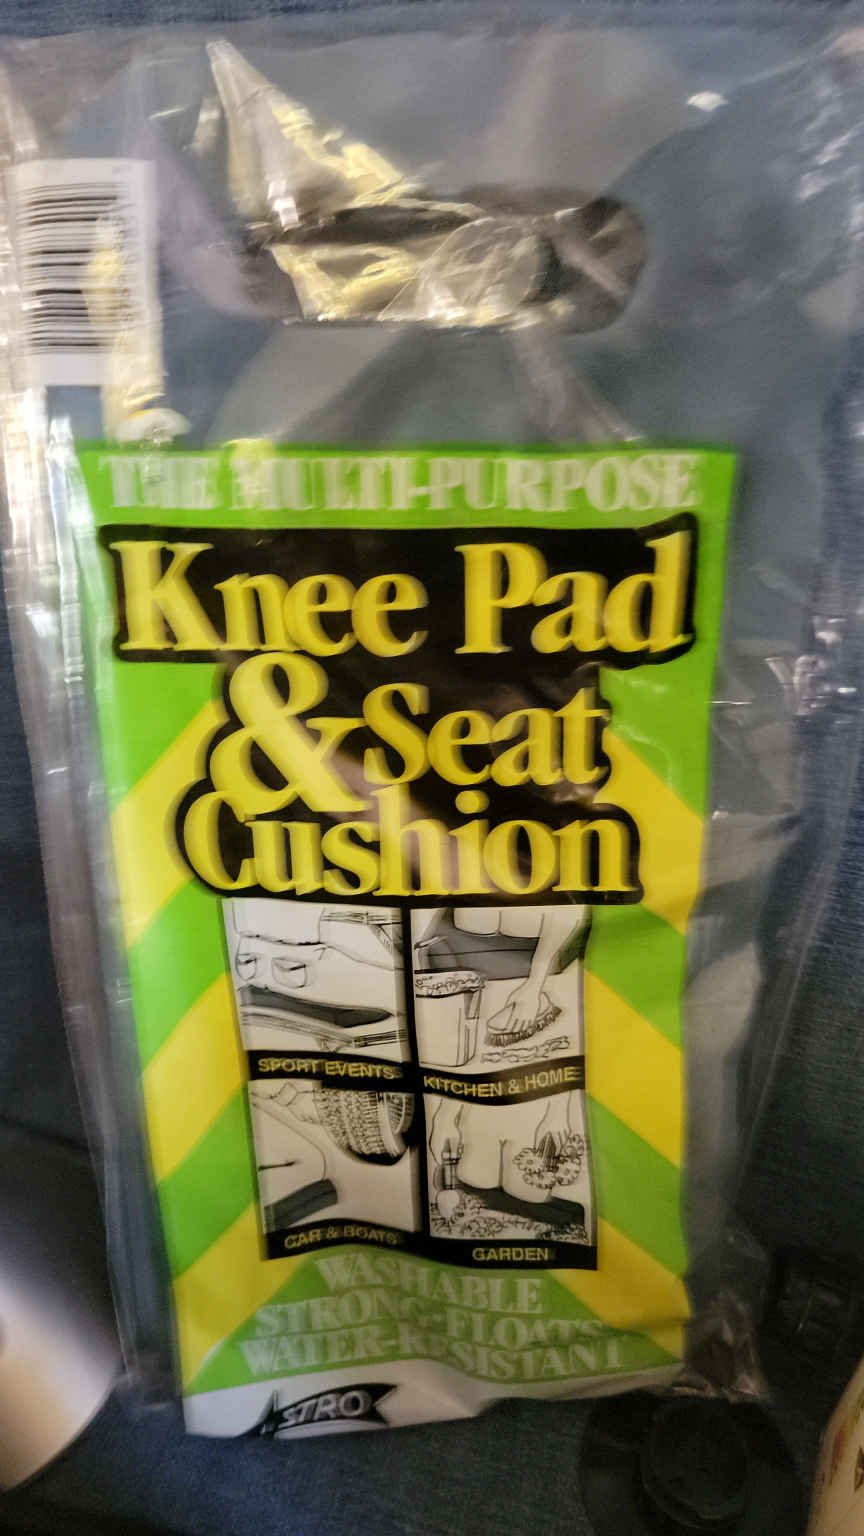 THE MULTI-PURPOSE
Knee Pad
& Seat
Cushion
SPORT EVENTS
KITCHEN & HOME
CAR & BOATS
GARDEN
WASHABLE
STRONG-FLOATS
WATER-RESISTANT